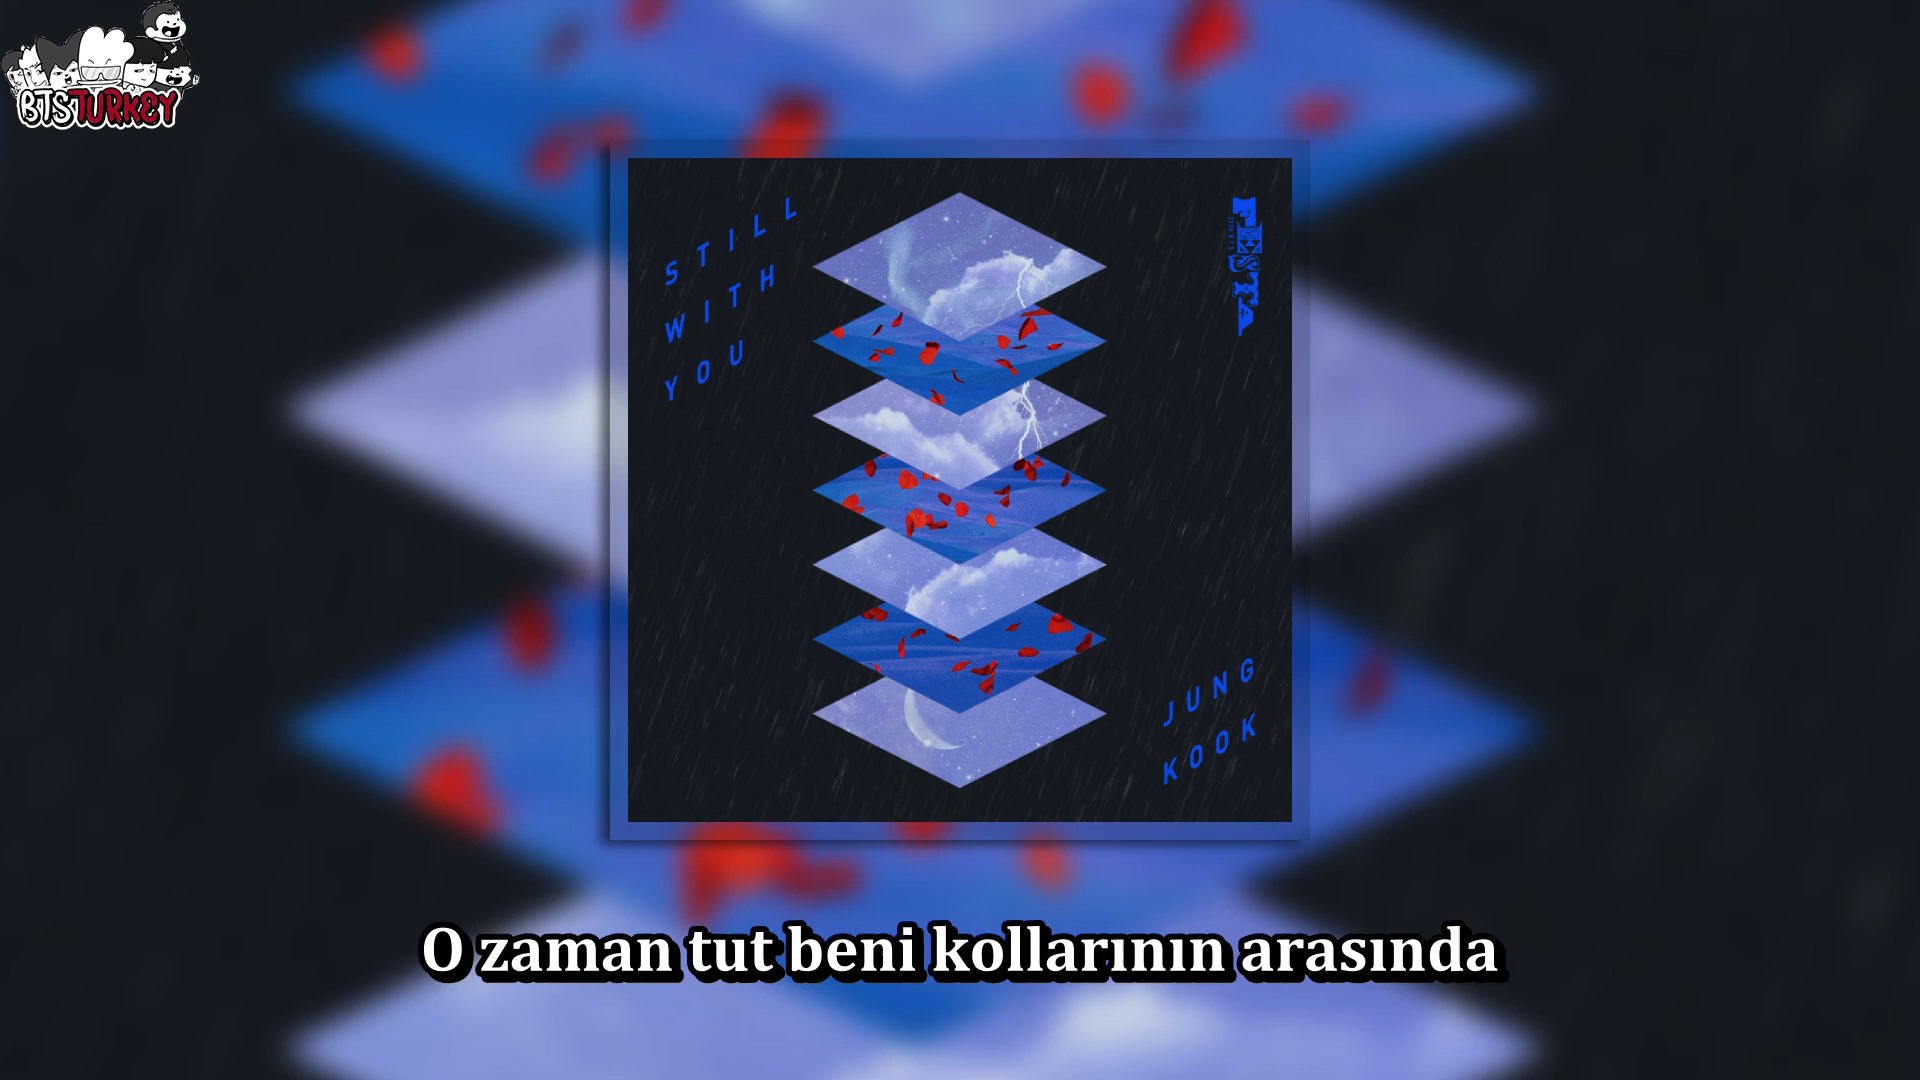 BTSTURKEY
STILL
WITH
YOU
FESTA
JUNG
KOOK
O zaman tut beni kollarının arasında